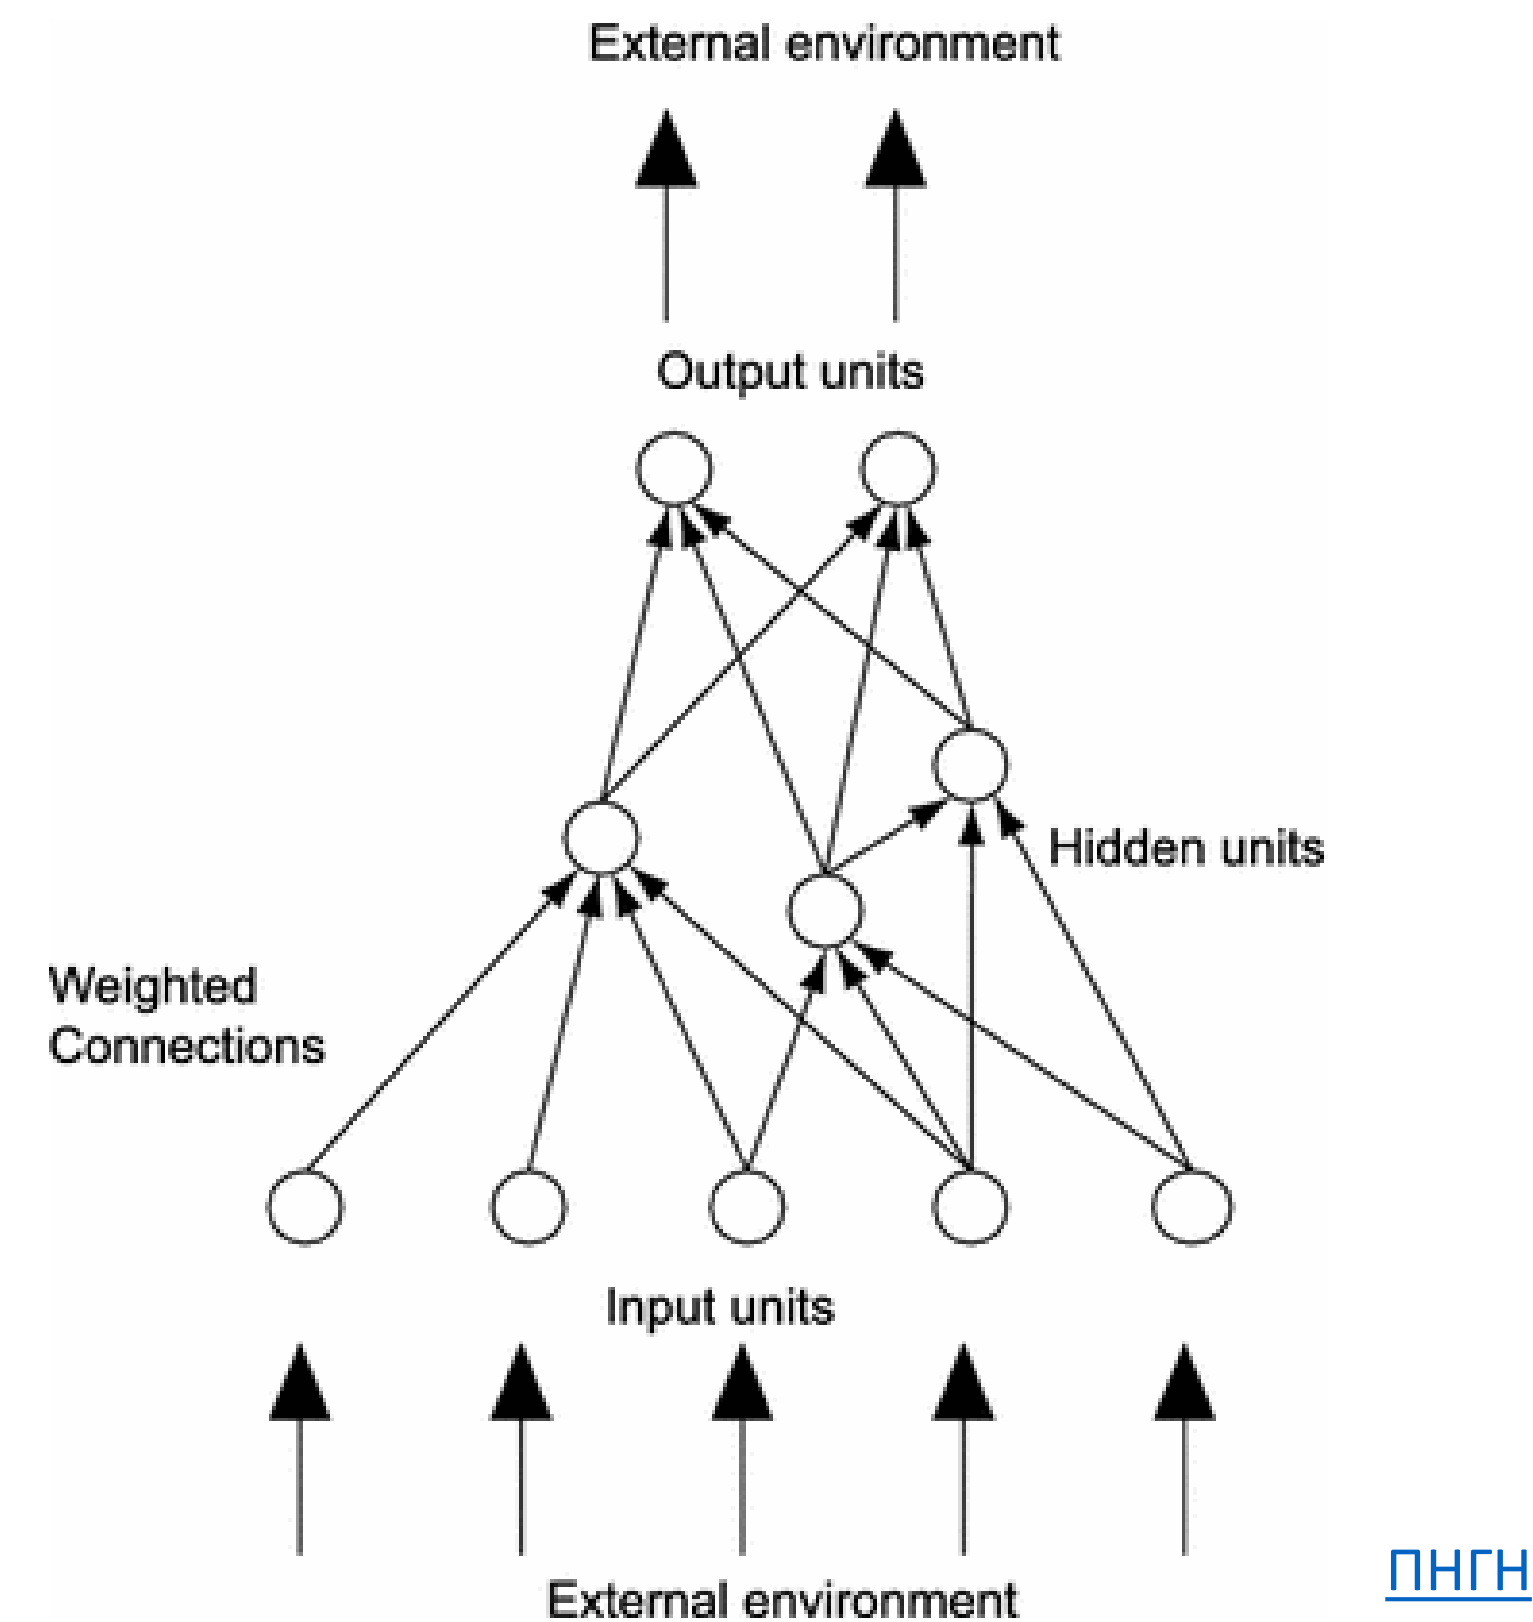 External environment
Output units
Hidden units
Weighted
Connections
Input units
External environment
ПНГН